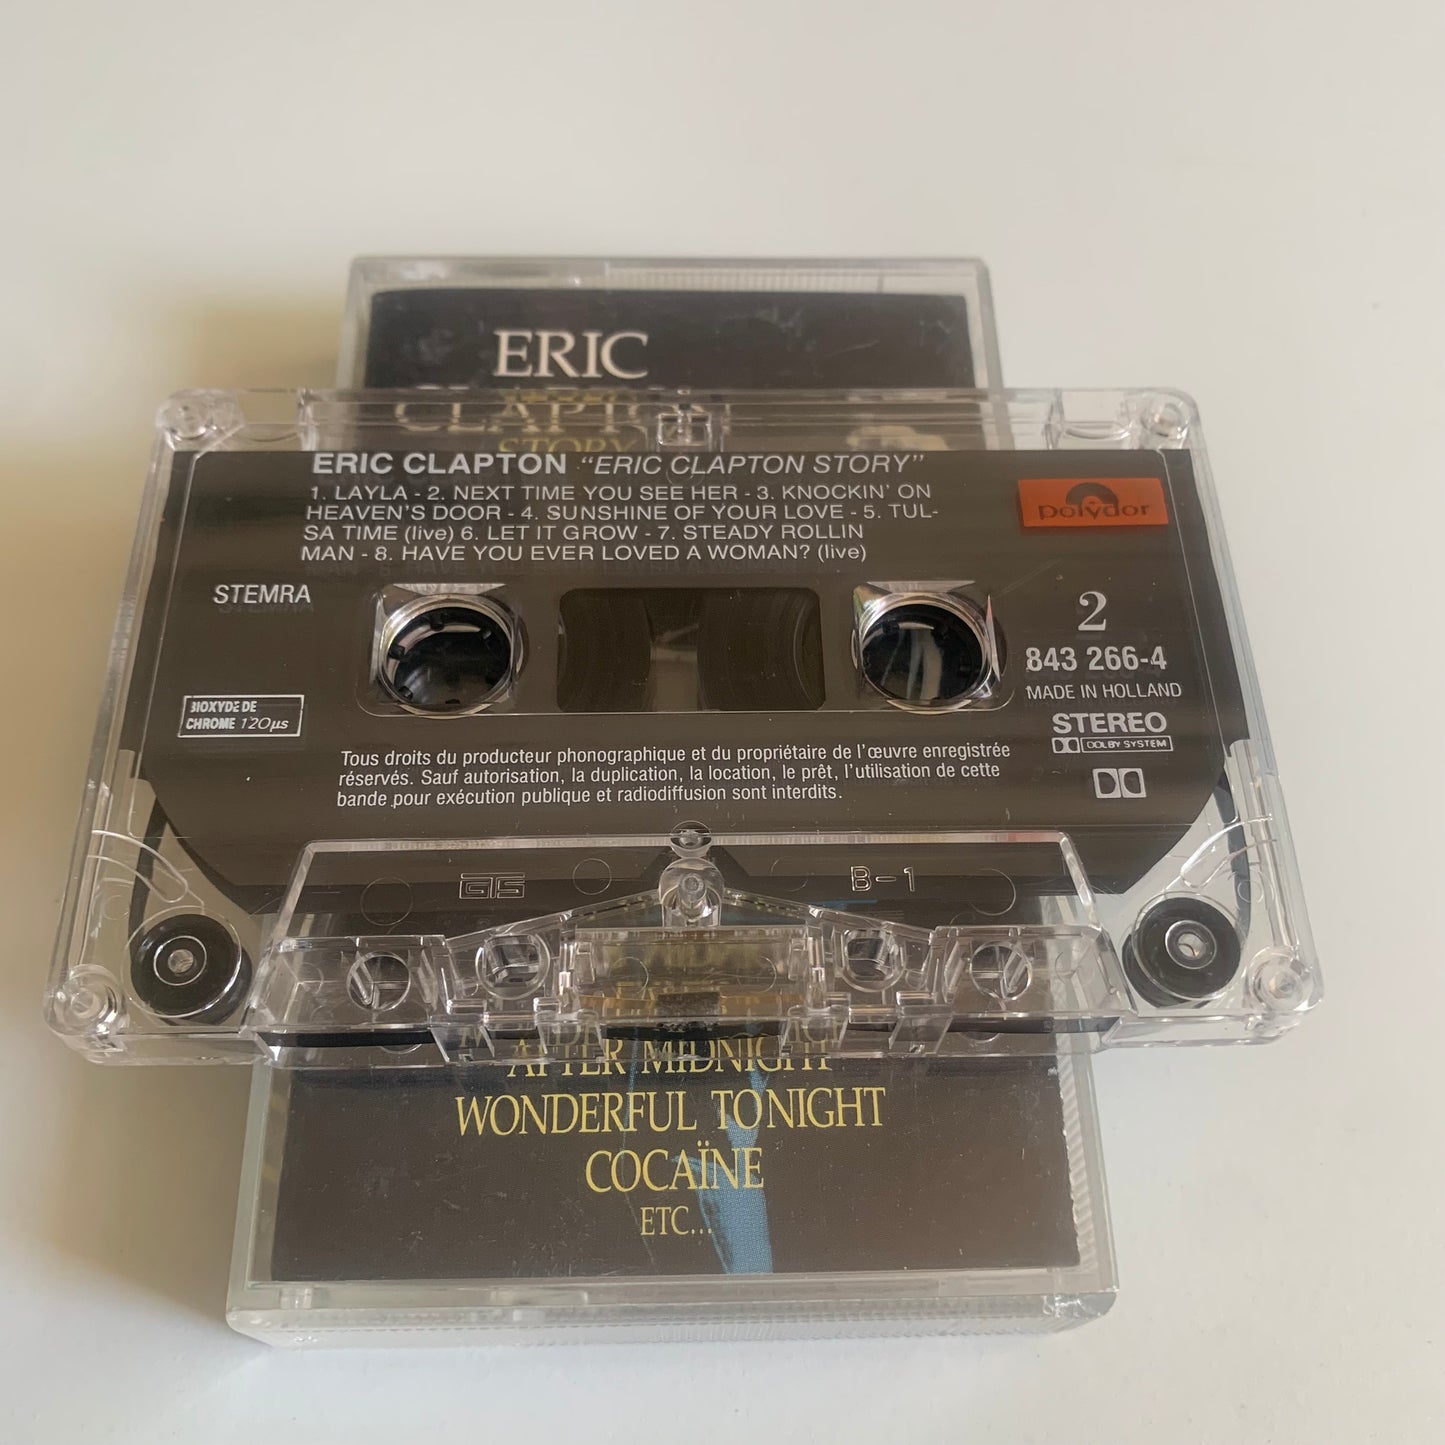 ERIC
CLAPTON
STORY
ERIC CLAPTON "ERIC CLAPTON STORY"
1. LAYLA - 2. NEXT TIME YOU SEE HER - 3. KNOCKIN' ON
HEAVEN'S DOOR - 4. SUNSHINE OF YOUR LOVE - 5. TUL-
SA TIME (live) 6. LET IT GROW - 7. STEADY ROLLIN
MAN - 8. HAVE YOU EVER LOVED A WOMAN? (live)
polydor
STEMRA
2
843 266-4
MADE IN HOLLAND
STEREO
DOLBY SYSTEM
BIOXYDE DE
CHROME 120µs
Tous droits du producteur phonographique et du propriétaire de l'œuvre enregistrée
réservés. Sauf autorisation, la duplication, la location, le prêt, l'utilisation de cette
bande pour exécution publique et radiodiffusion sont interdits.
GTS
B-1
AFTER MIDNIGHT
WONDERFUL TONIGHT
COCAÏNE
ETC...